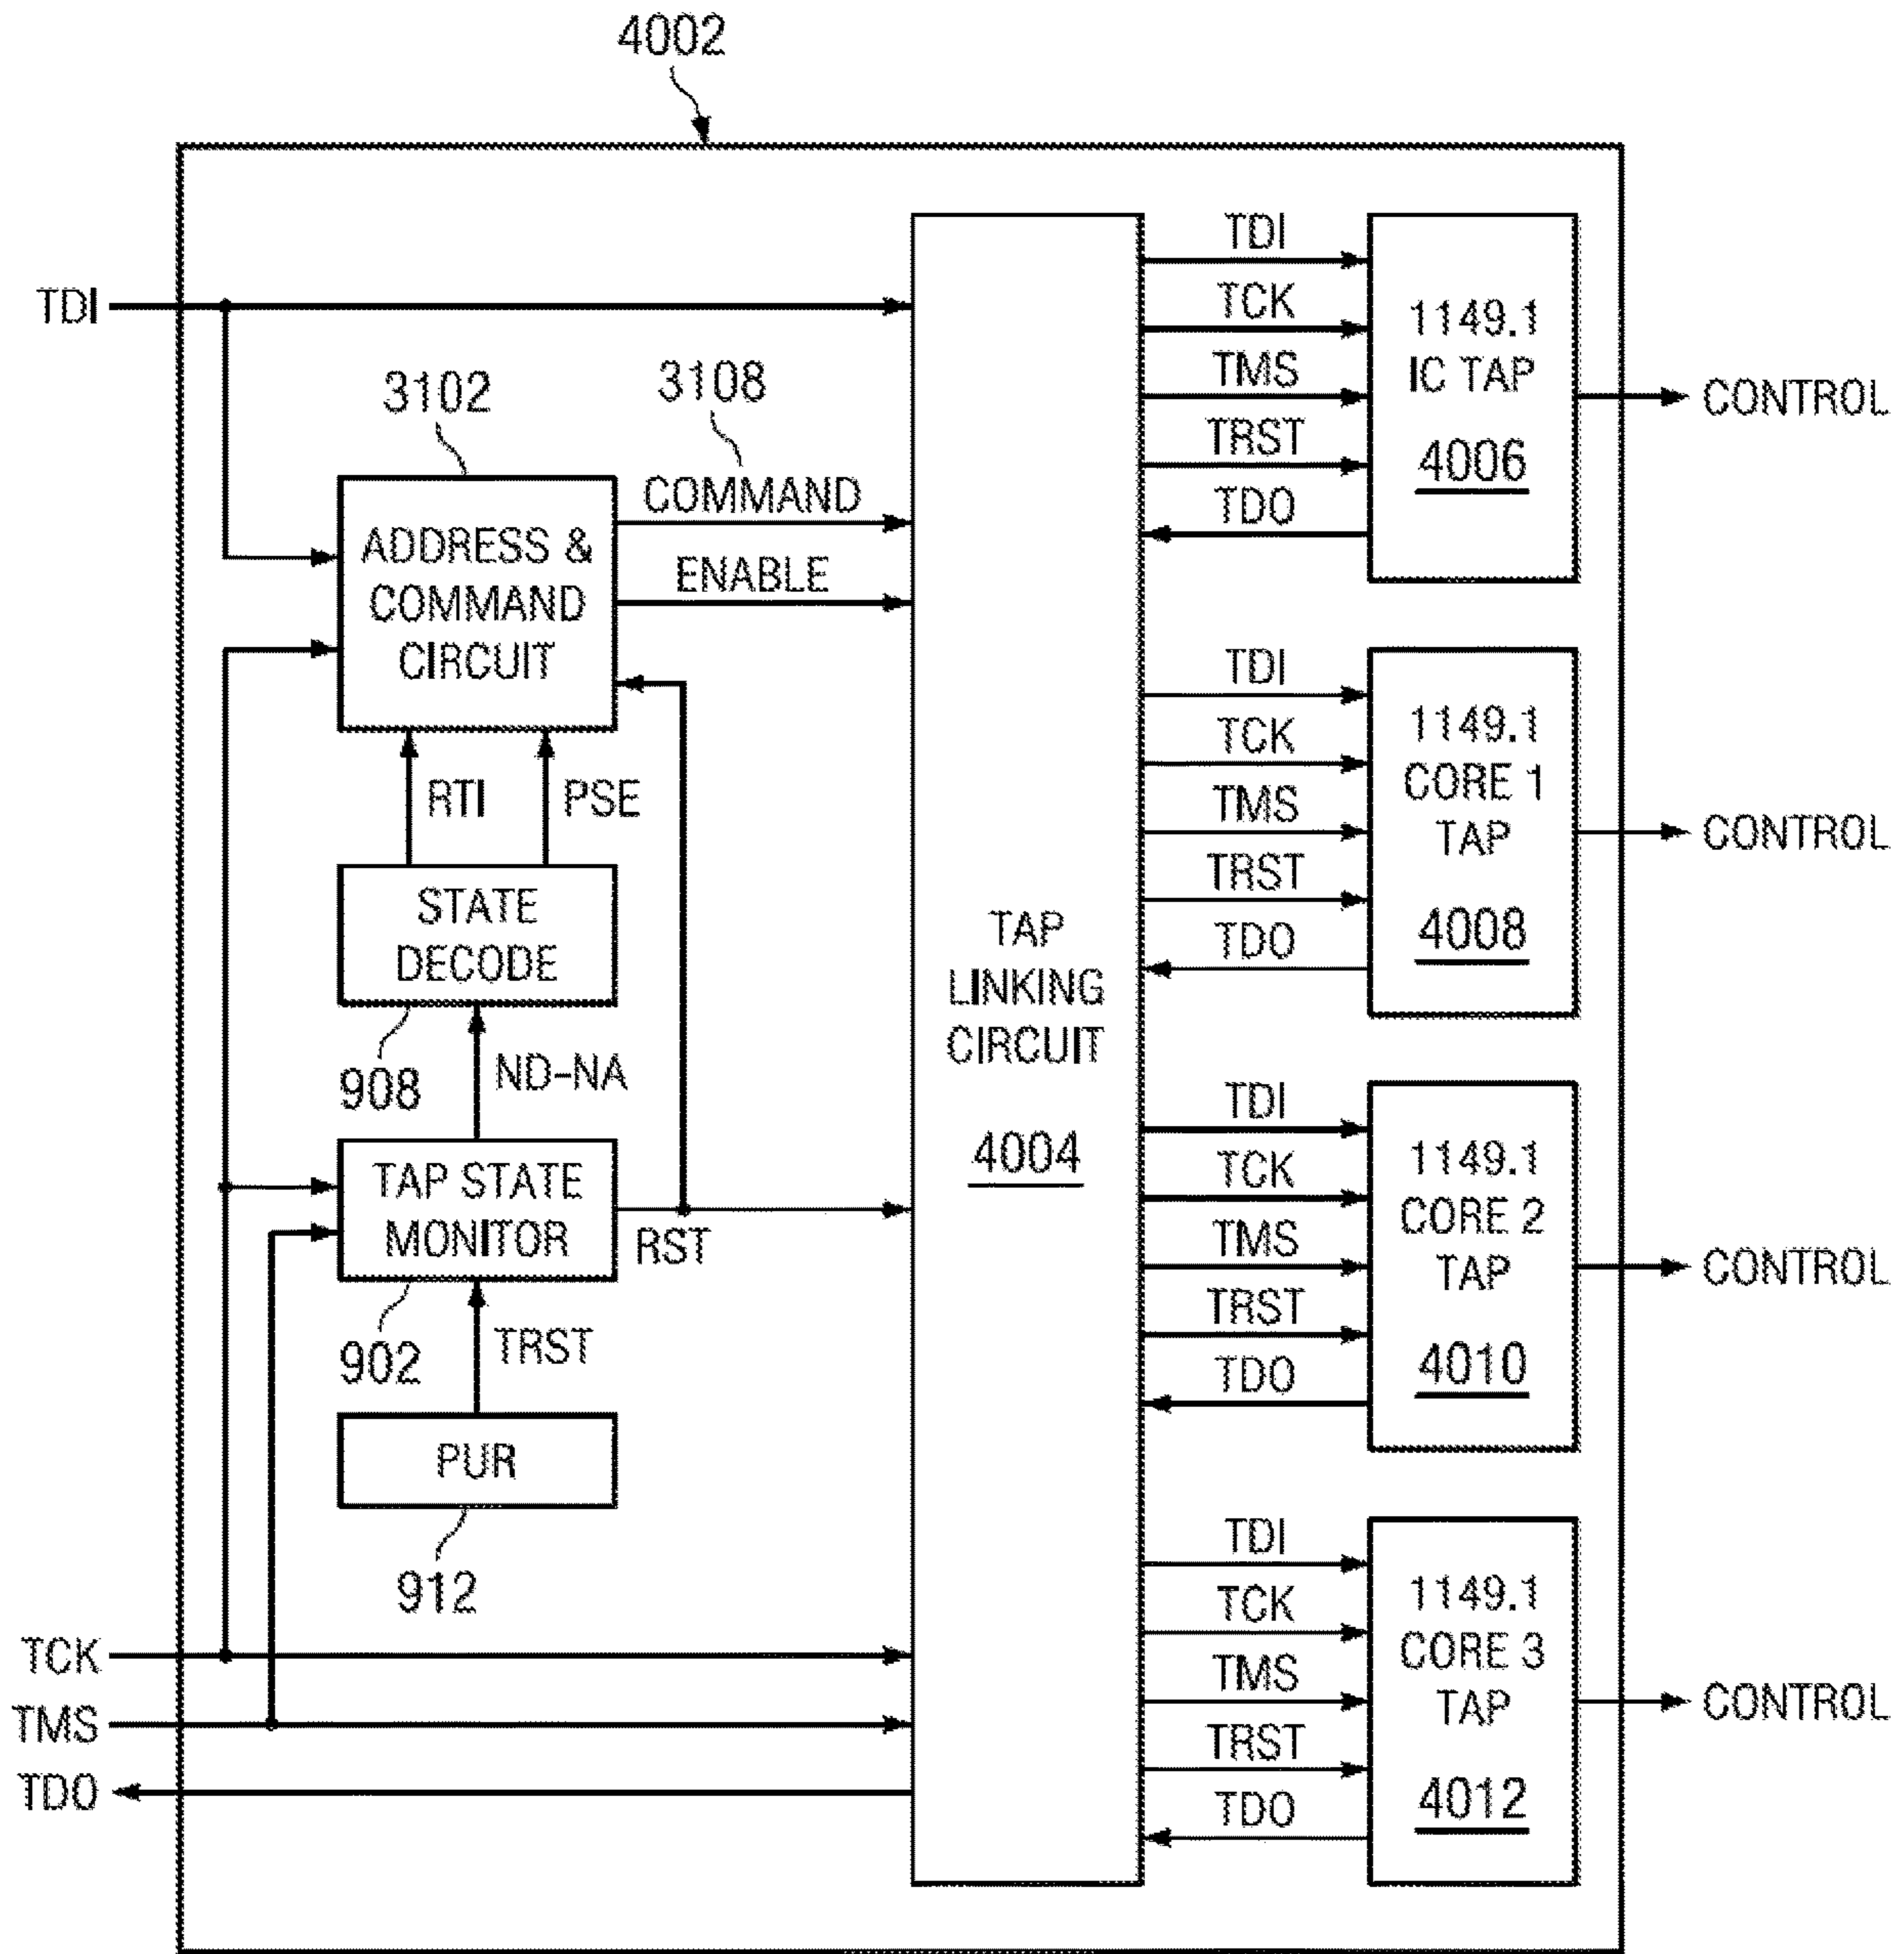 4002
TDI
3102
3108
ADDRESS &
COMMAND
CIRCUIT
COMMAND
ENABLE
RTI
PSE
STATE
DECODE
908
ND-NA
TAP STATE
MONITOR
902
RST
TRST
PUR
912
TCK
TMS
TDO
TAP
LINKING
CIRCUIT
4004
TDI
TCK
TMS
TRST
TDO
1149.1
IC TAP
4006
CONTROL
TDI
TCK
TMS
TRST
TDO
1149.1
CORE 1
TAP
4008
CONTROL
TDI
TCK
TMS
TRST
TDO
1149.1
CORE 2
TAP
4010
CONTROL
TDI
TCK
TMS
TRST
TDO
1149.1
CORE 3
TAP
4012
CONTROL